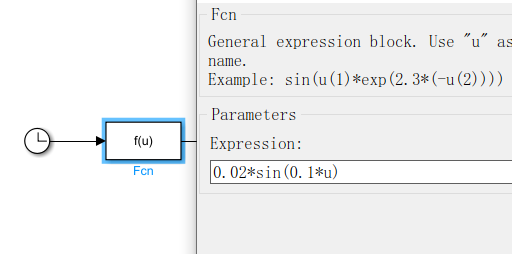 Fcn
General expression block. Use "u" as
name.
Example: sin(u(1)*exp(2.3*(-u(2))))
Parameters
Expression:
0.02*sin(0.1*u)
f(u)
Fcn